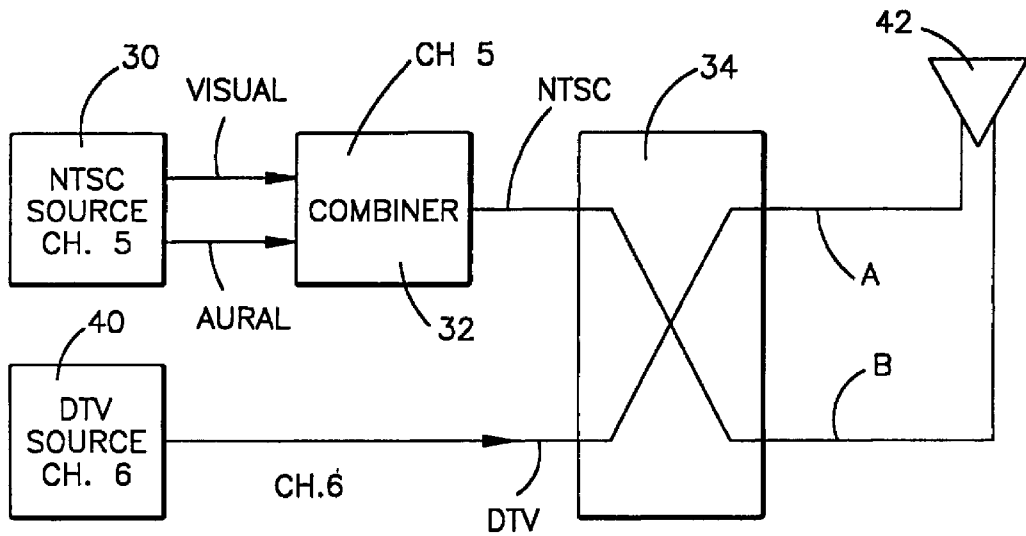 42
30
CH 5
34
VISUAL
NTSC
NTSC
SOURCE
CH. 5
COMBINER
A
AURAL
32
40
B
DTV
SOURCE
CH. 6
CH.6
DTV